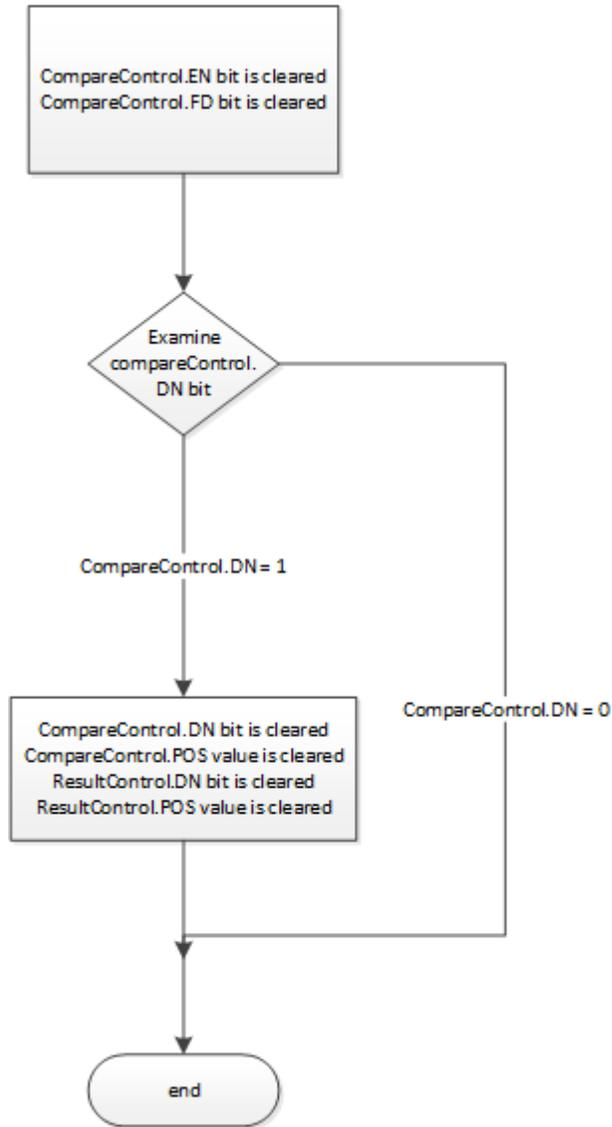 CompareControl.EN bit is cleared
CompareControl.FD bit is cleared
Examine
compareControl.
DN bit
CompareControl.DN = 1
CompareControl.DN = 0
CompareControl.DN bit is cleared
CompareControl.POS value is cleared
ResultControl.DN bit is cleared
ResultControl.POS value is cleared
end